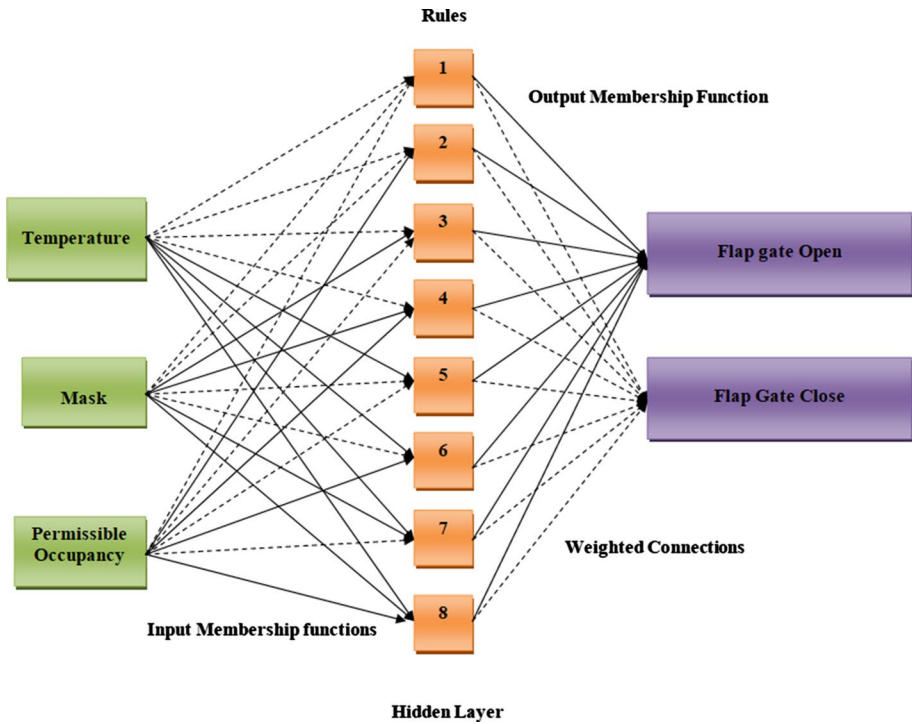 Rules
1
Output Membership Function
2
Temperature
3
Flap gate Open
4
Mask
5
Flap Gate Close
6
Permissible
Occupancy
7
Weighted Connections
8
Input Membership functions
Hidden Layer